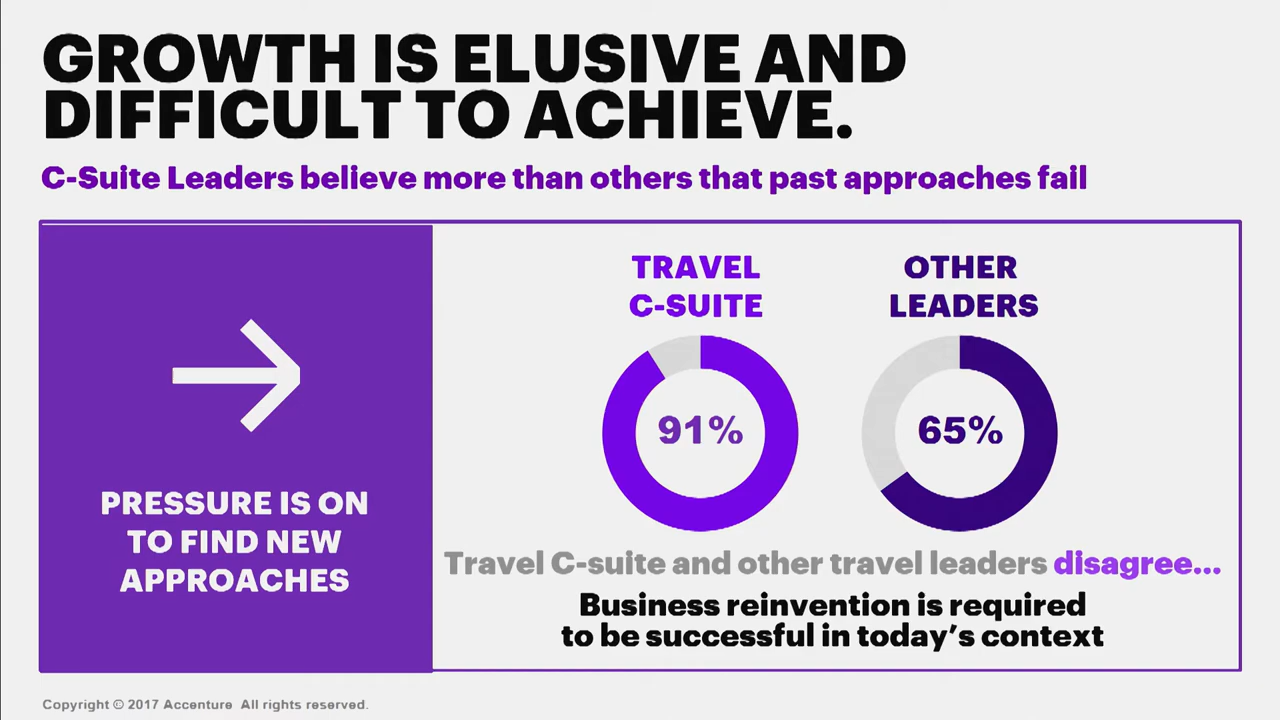 GROWTH IS ELUSIVE AND
DIFFICULT TO ACHIEVE.
C-Suite Leaders believe more than others that past approaches fail
PRESSURE IS ON
TO FIND NEW
APPROACHES
TRAVEL
C-SUITE
91%
OTHER
LEADERS
65%
Travel C-suite and other travel leaders disagree...
Business reinvention is required
to be successful in today's context
Copyright © 2017 Accenture All rights reserved.